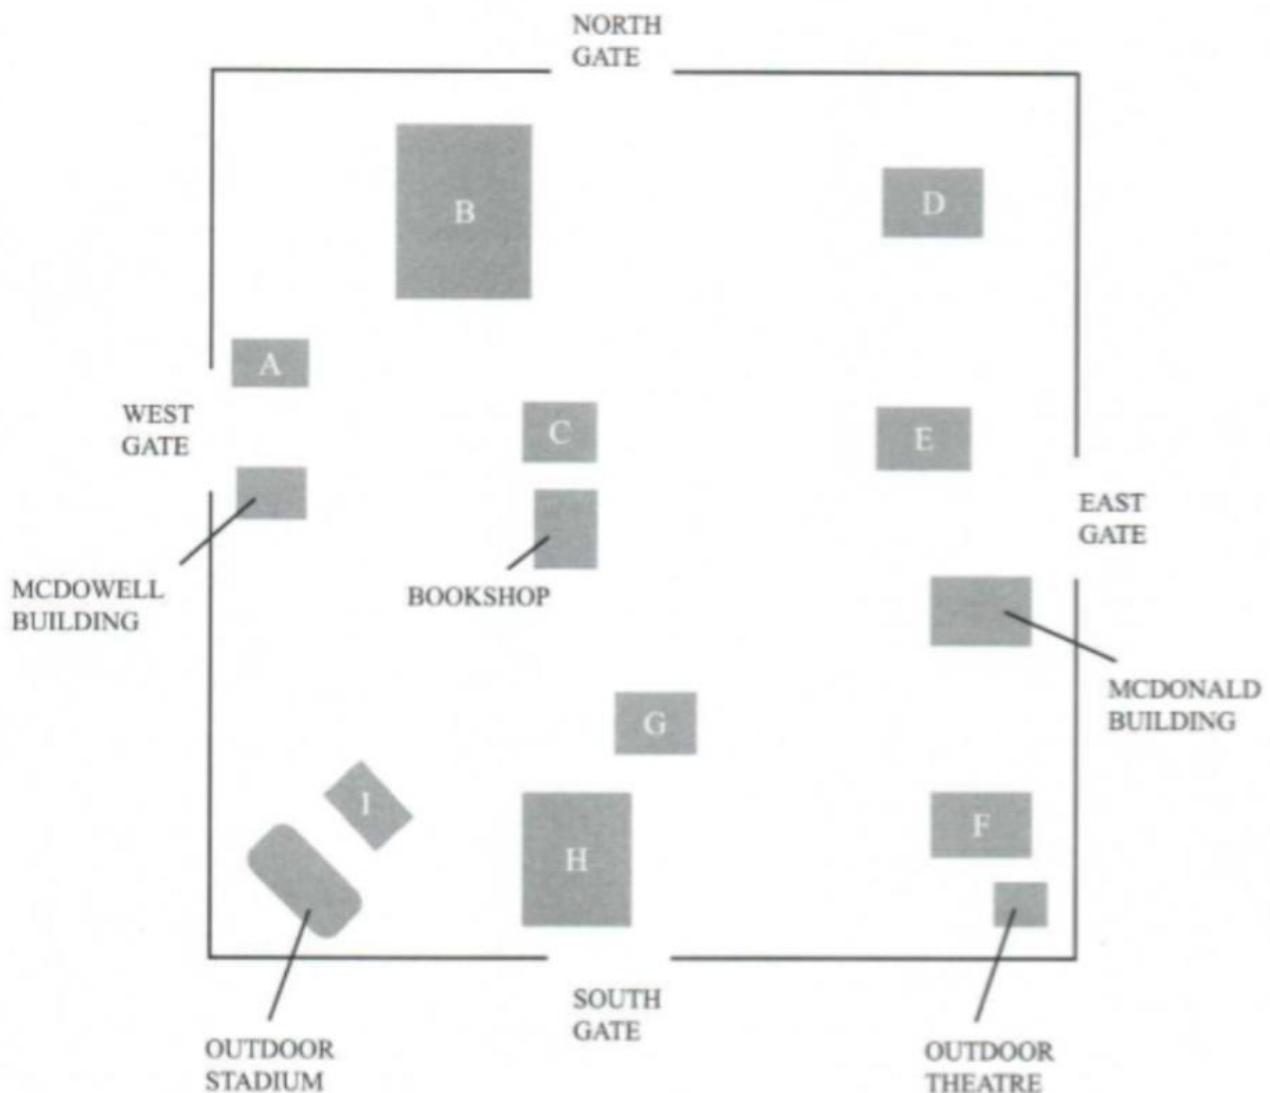 NORTH
GATE
B
D
A
WEST
GATE
C
E
EAST
GATE
MCDOWELL
BUILDING
BOOKSHOP
MCDONALD
BUILDING
G
I
F
H
SOUTH
GATE
OUTDOOR
STADIUM
OUTDOOR
THEATRE